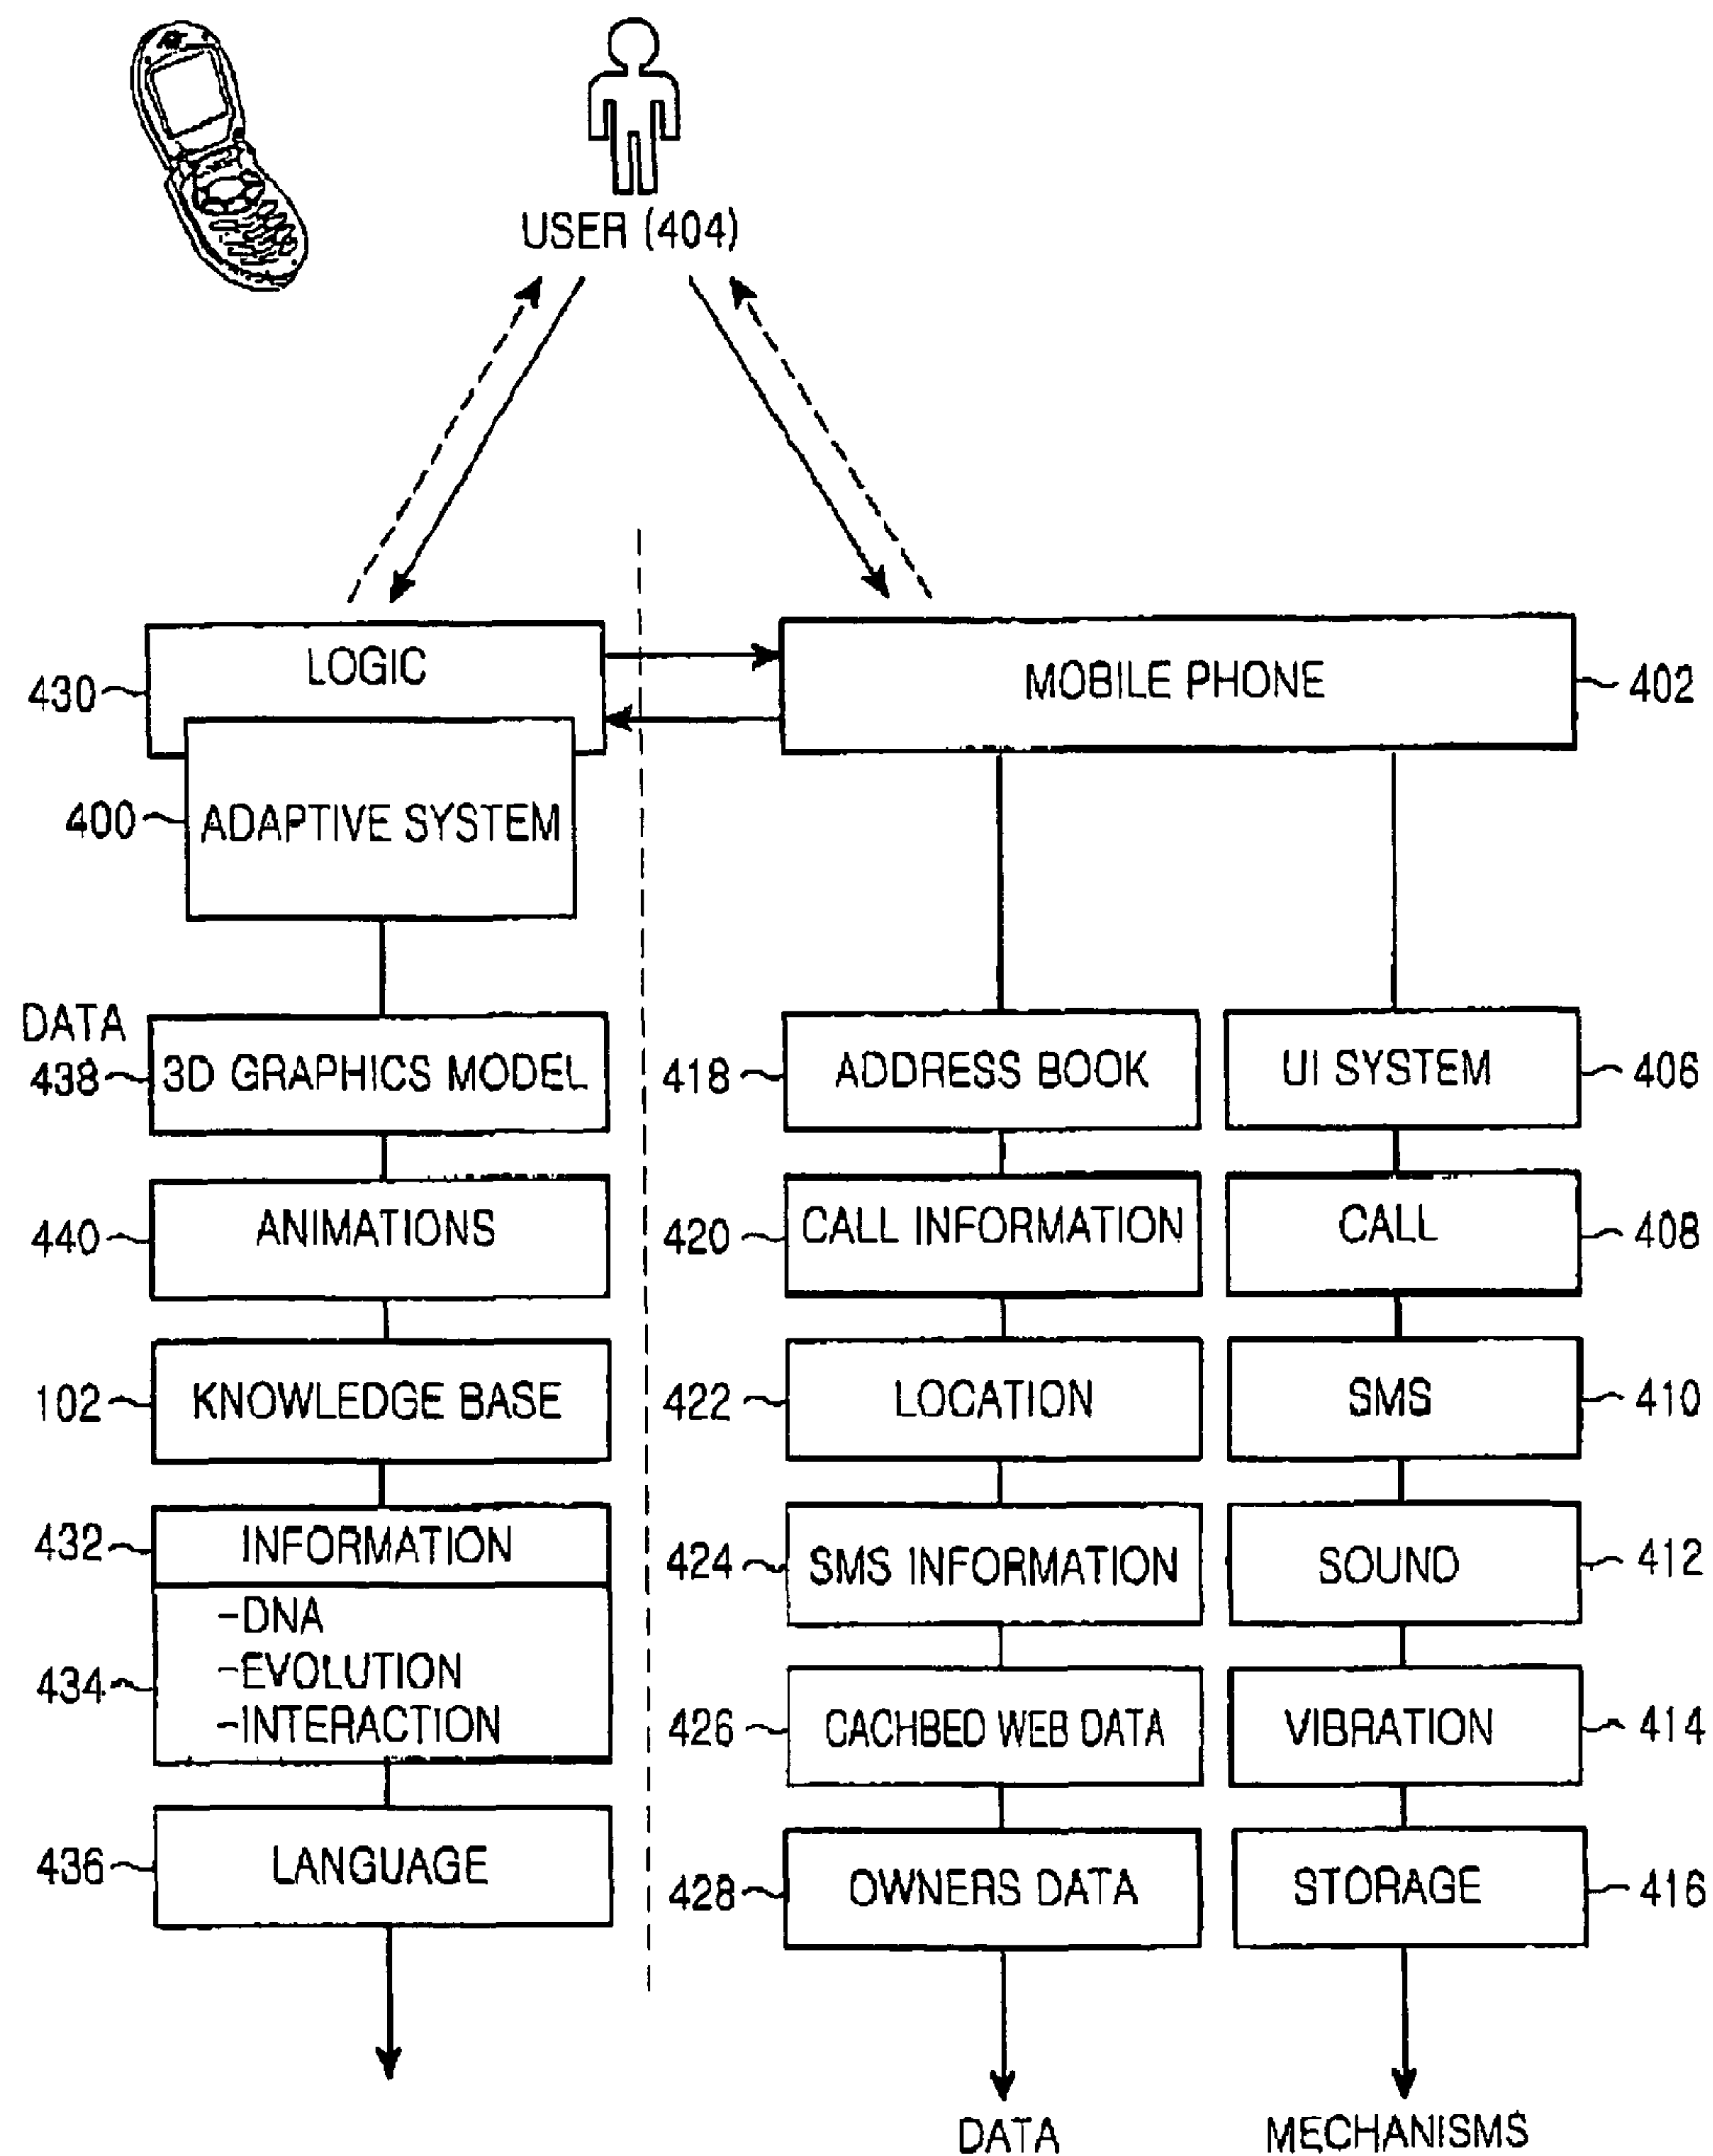 USER (404)
LOGIC
430
MOBILE PHONE
402
400
ADAPTIVE SYSTEM
DATA
438
3D GRAPHICS MODEL
440
ANIMATIONS
102
KNOWLEDGE BASE
432
INFORMATION
434
-DNA
-EVOLUTION
-INTERACTION
436
LANGUAGE
418
ADDRESS BOOK
420
CALL INFORMATION
422
LOCATION
424
SMS INFORMATION
426
CACHBED WEB DATA
428
OWNERS DATA
DATA
UI SYSTEM
406
CALL
408
SMS
410
SOUND
412
VIBRATION
414
STORAGE
416
MECHANISMS